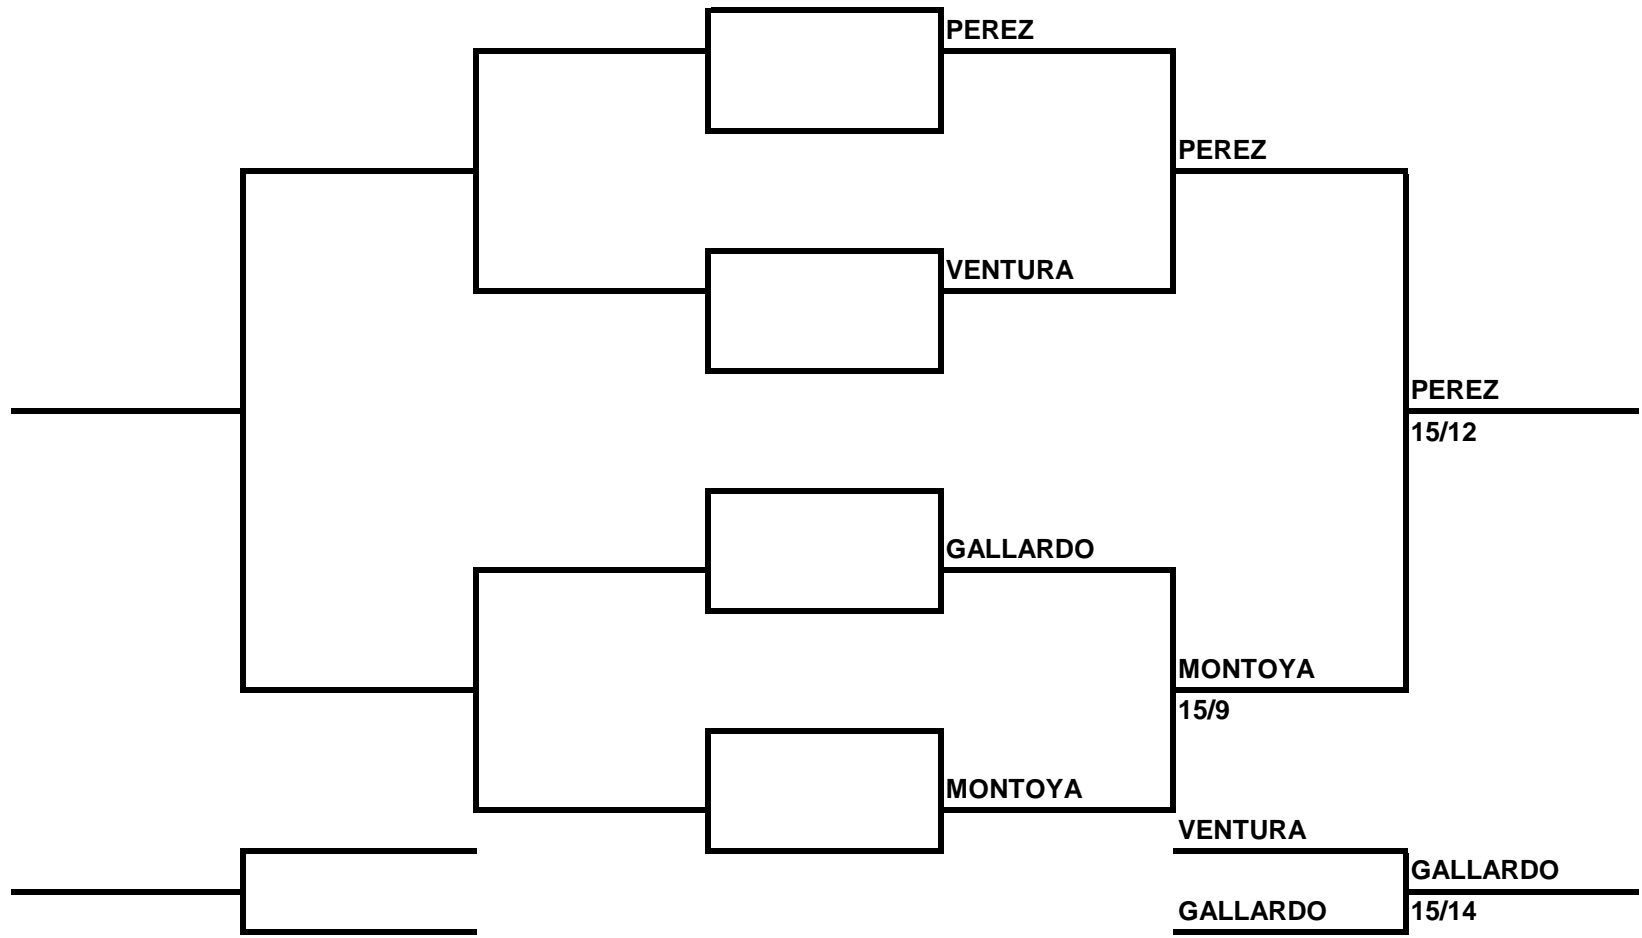 PEREZ
PEREZ
VENTURA
PEREZ
15/12
GALLARDO
MONTOYA
15/9
MONTOYA
VENTURA
GALLARDO
GALLARDO
15/14